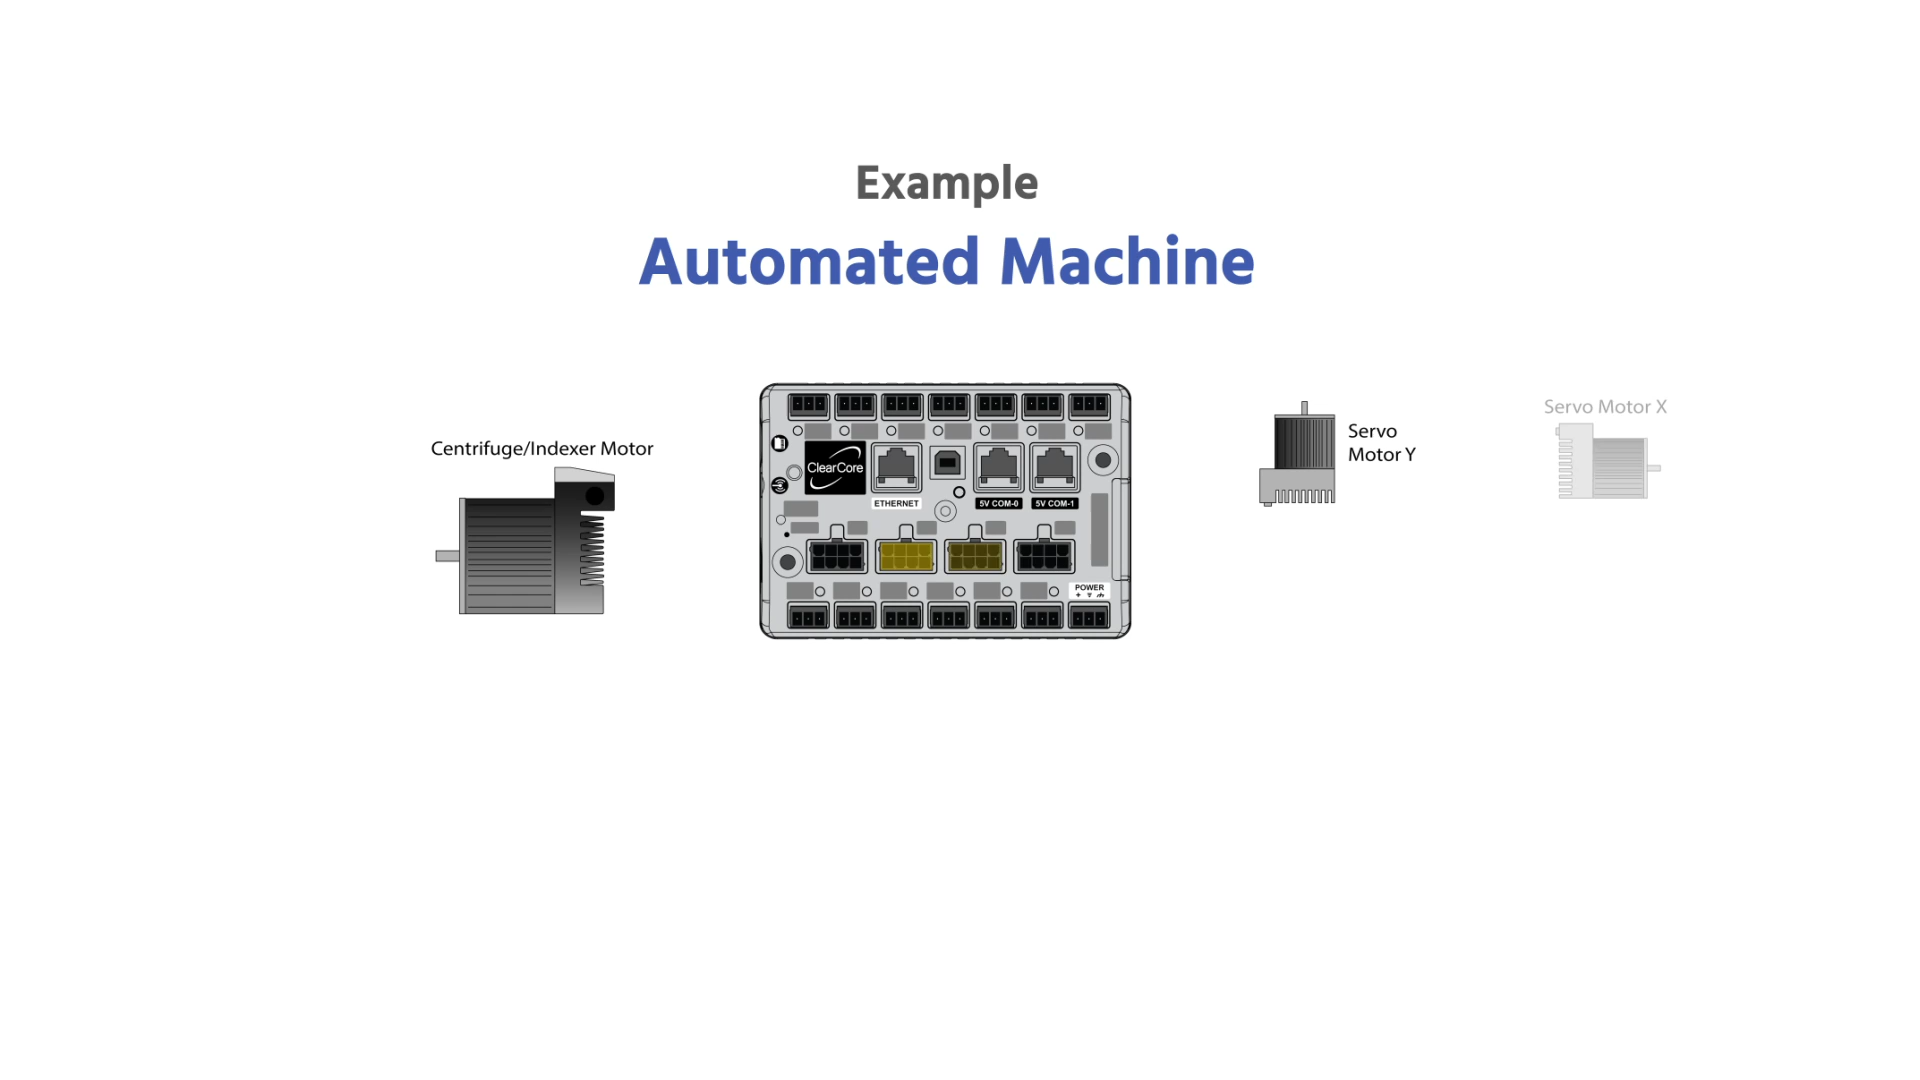 Example
Automated Machine
Centrifuge/Indexer Motor
ClearCore
ETHERNET
5V COM-0
5V COM-1
POWER
Servo
Motor Y
Servo Motor X